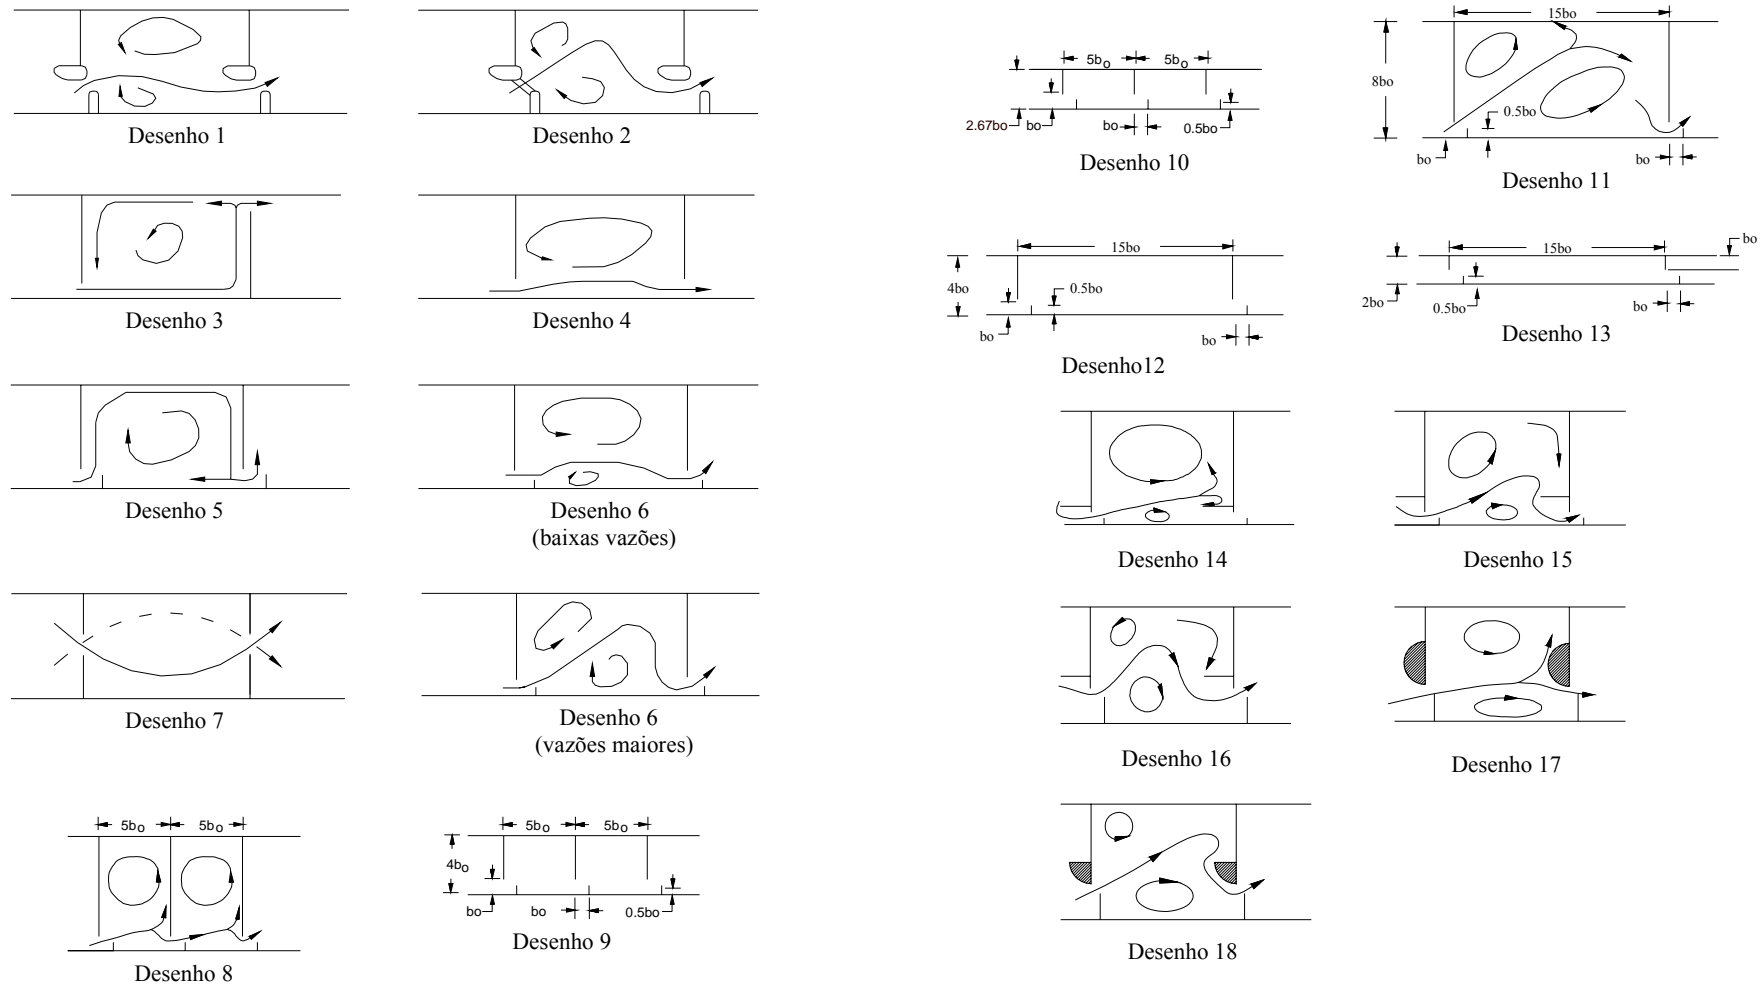 Desenho 1
Desenho 2
Desenho 3
Desenho 4
Desenho 5
Desenho 6
(baixas vazões)
Desenho 7
Desenho 6
(vazões maiores)
5bo 5bo
Desenho 8
5bo 5bo
4bo
bo bo 0.5bo
Desenho 9
5bo 5bo
2.67bo bo bo 0.5bo
Desenho 10
15bo
8bo
0.5bo
bo bo
Desenho 11
15bo
4bo 0.5bo
bo bo
Desenho12
15bo bo
2bo 0.5bo bo
Desenho 13
Desenho 14
Desenho 15
Desenho 16
Desenho 17
Desenho 18